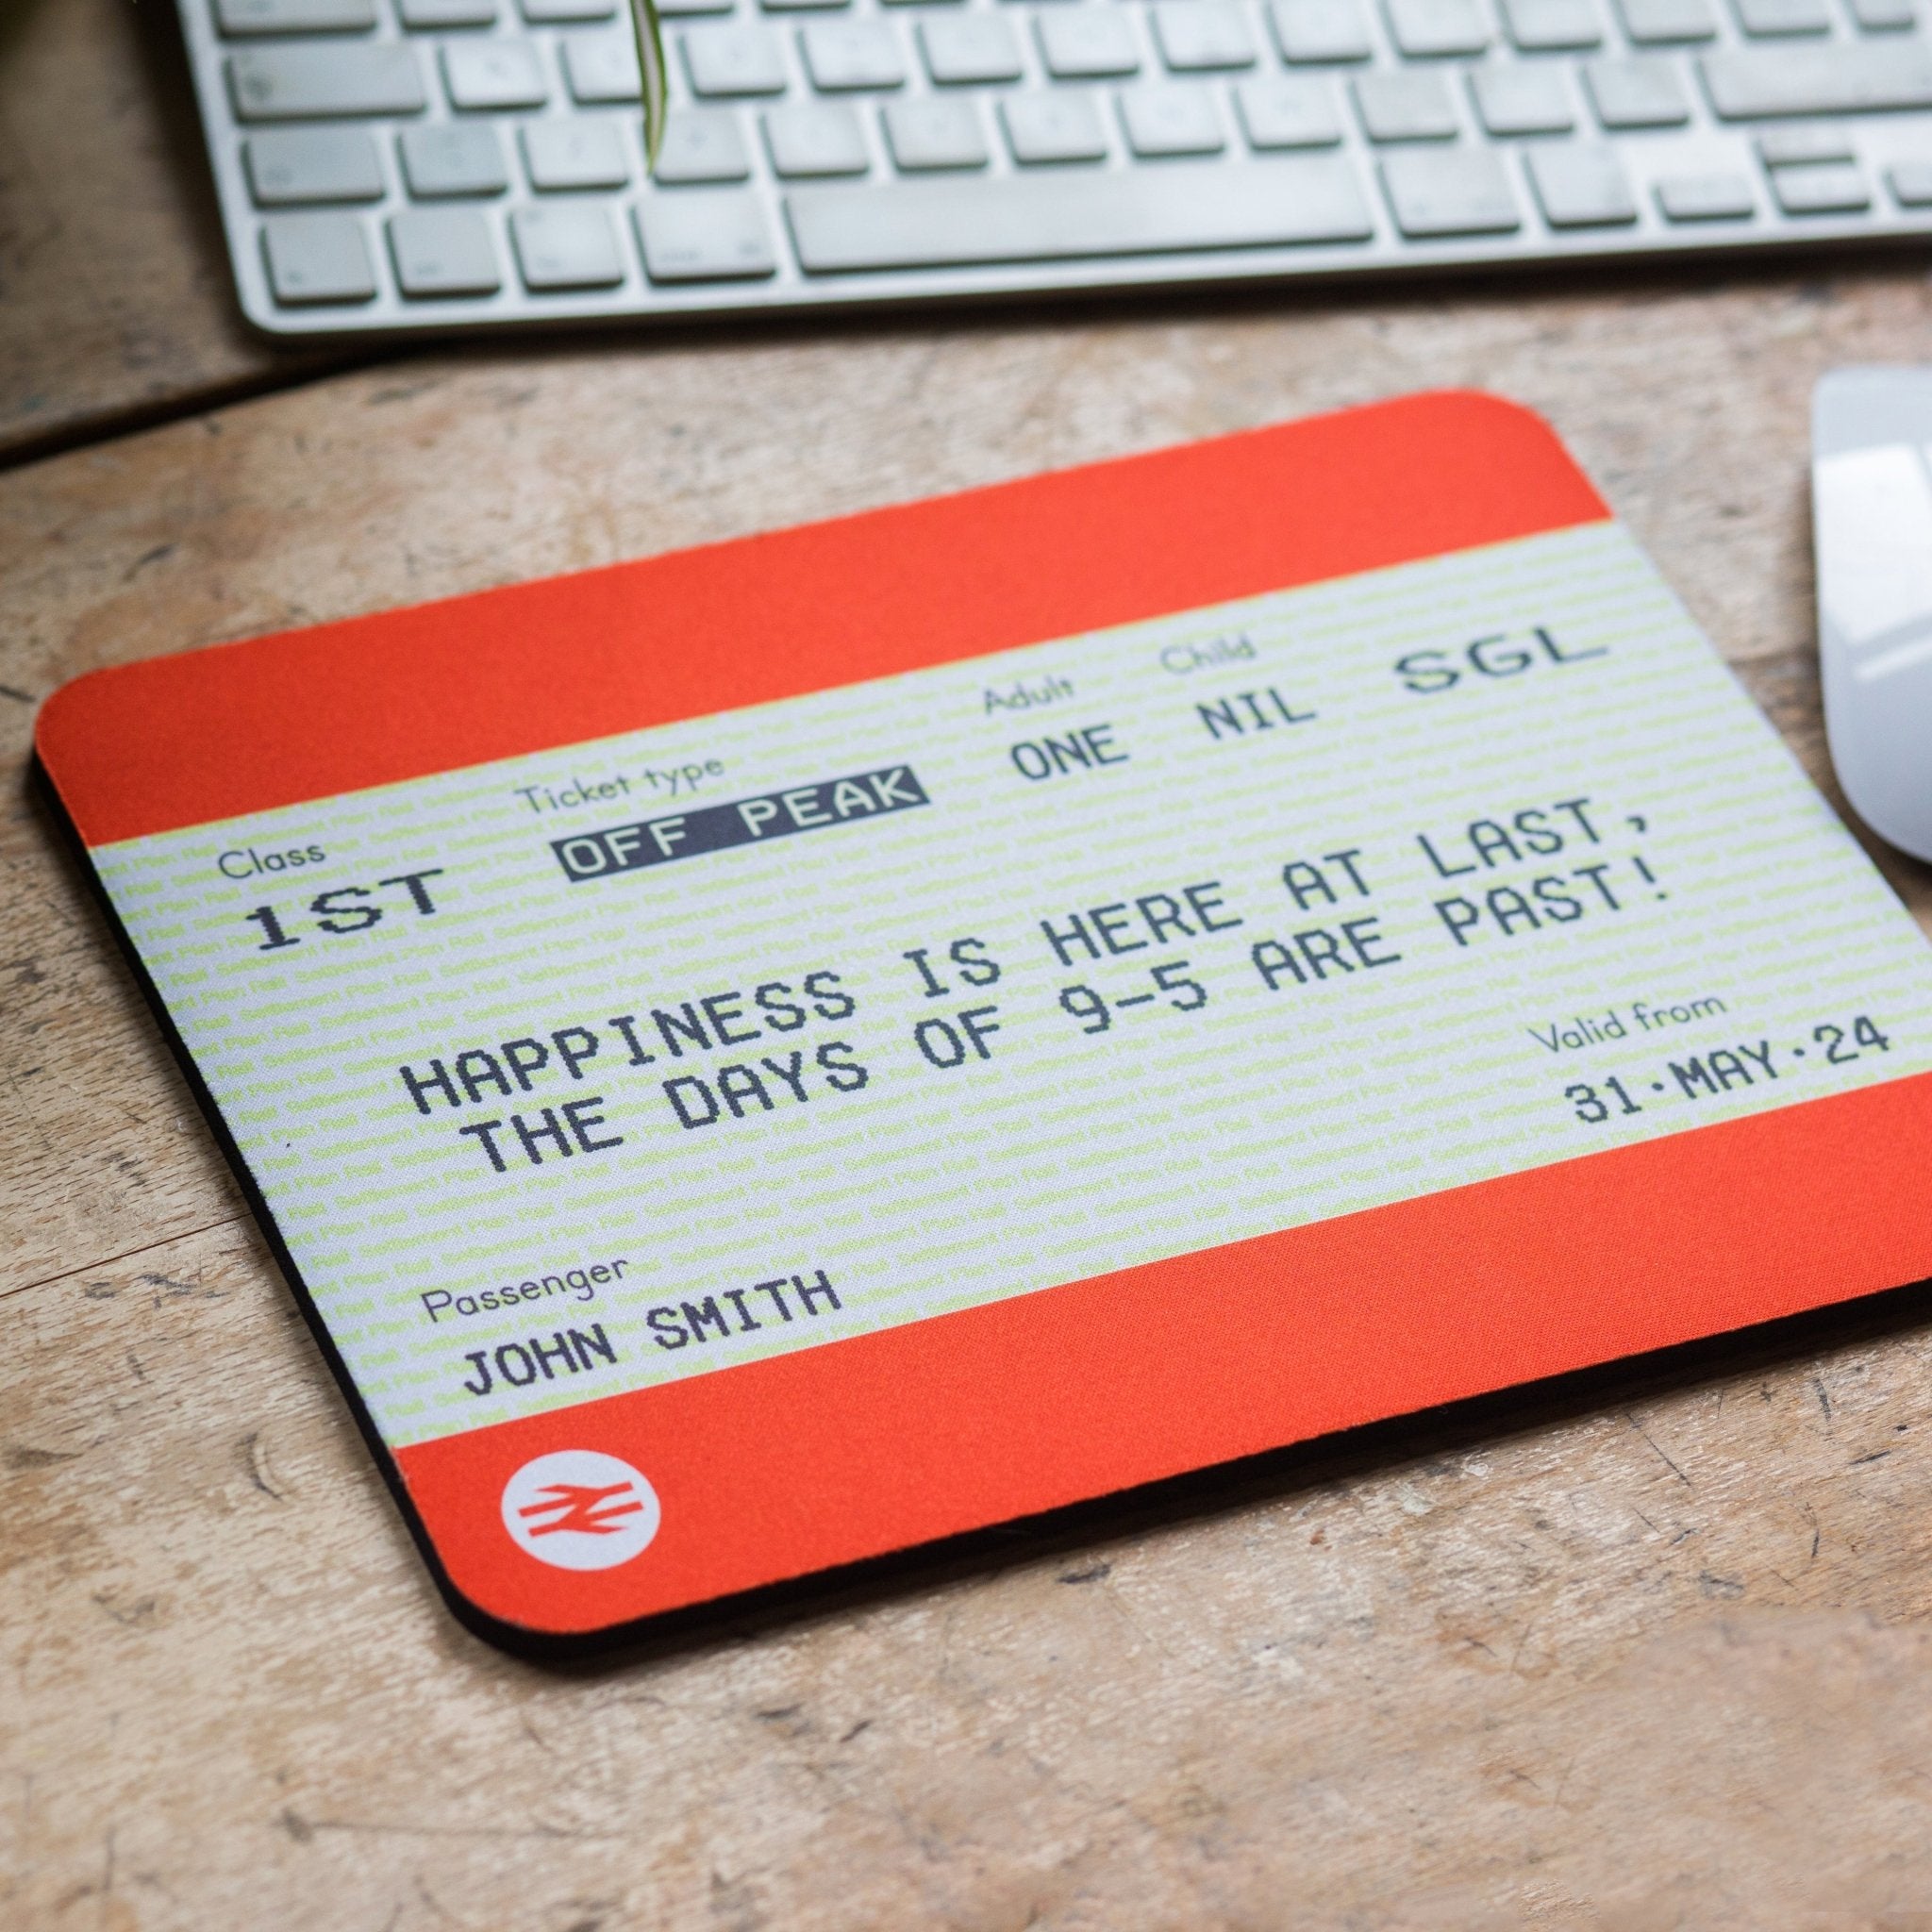 Class Ticket type Adult Child
1ST OFF PEAK ONE NIL SGL
HAPPINESS IS HERE AT LAST,
THE DAYS OF 9-5 ARE PAST!
Valid from
31·MAY·24
Passenger
JOHN SMITH